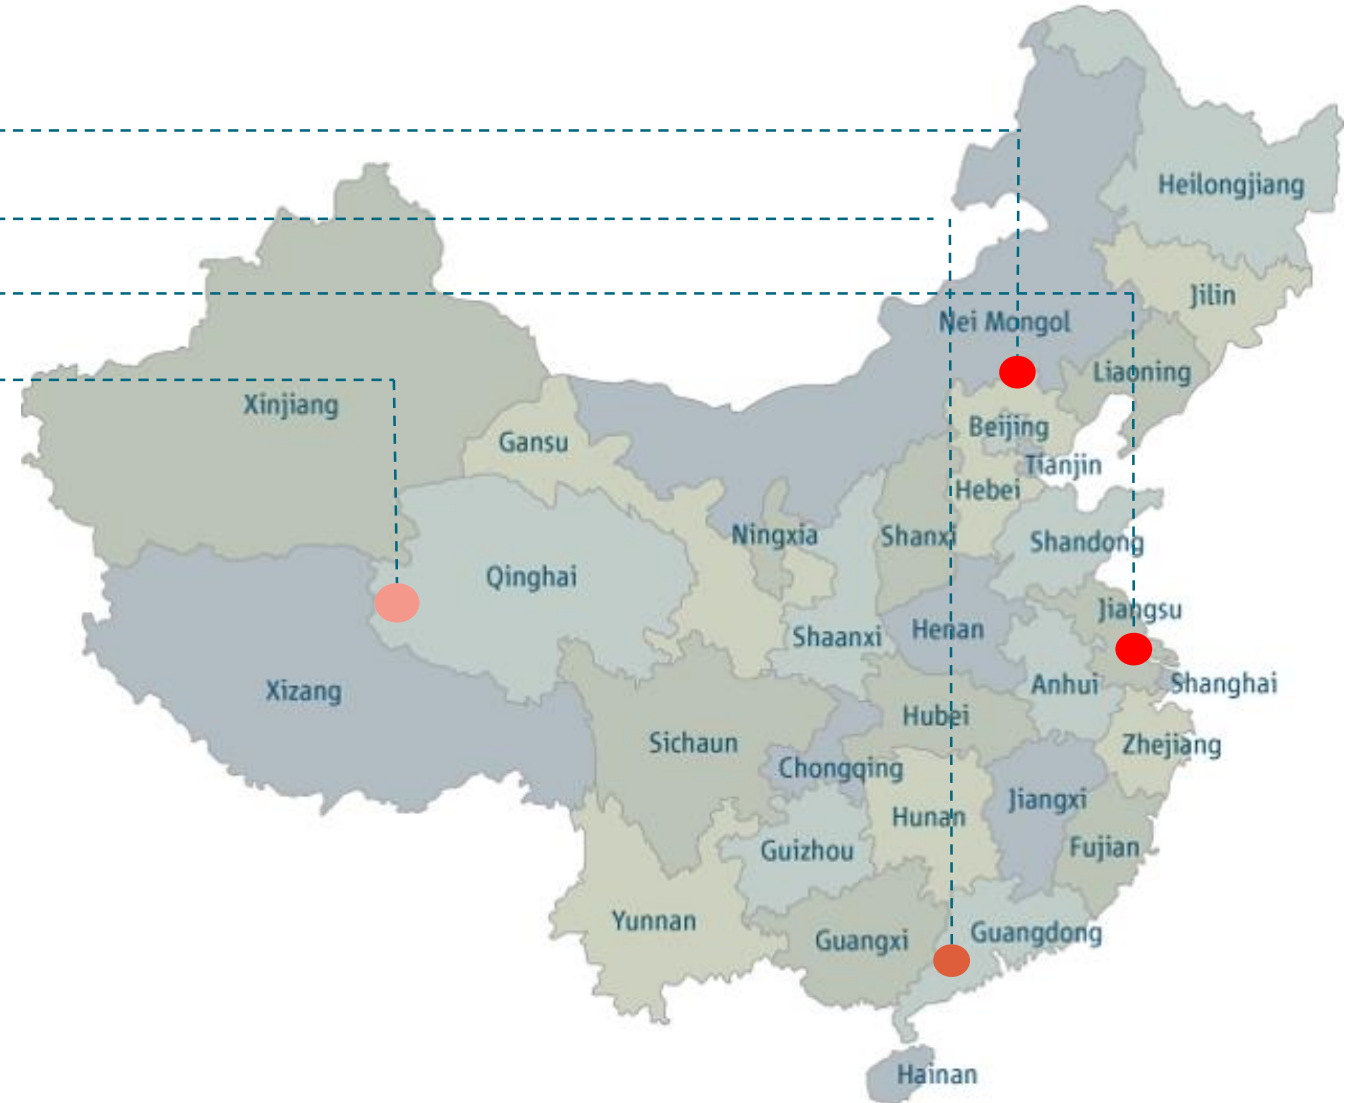 Heilongjiang
Jilin
Nei Mongol
Liaoning
Xinjiang
Beijing
Gansu
Tianjin
Hebei
Ningxia
Shanxi
Shandong
Qinghai
Jiangsu
Shaanxi
Henan
Xizang
Anhui
Shanghai
Hubei
Sichaun
Zhejiang
Chongqing
Jiangxi
Hunan
Guizhou
Fujian
Yunnan
Guangxi
Guangdong
Hainan